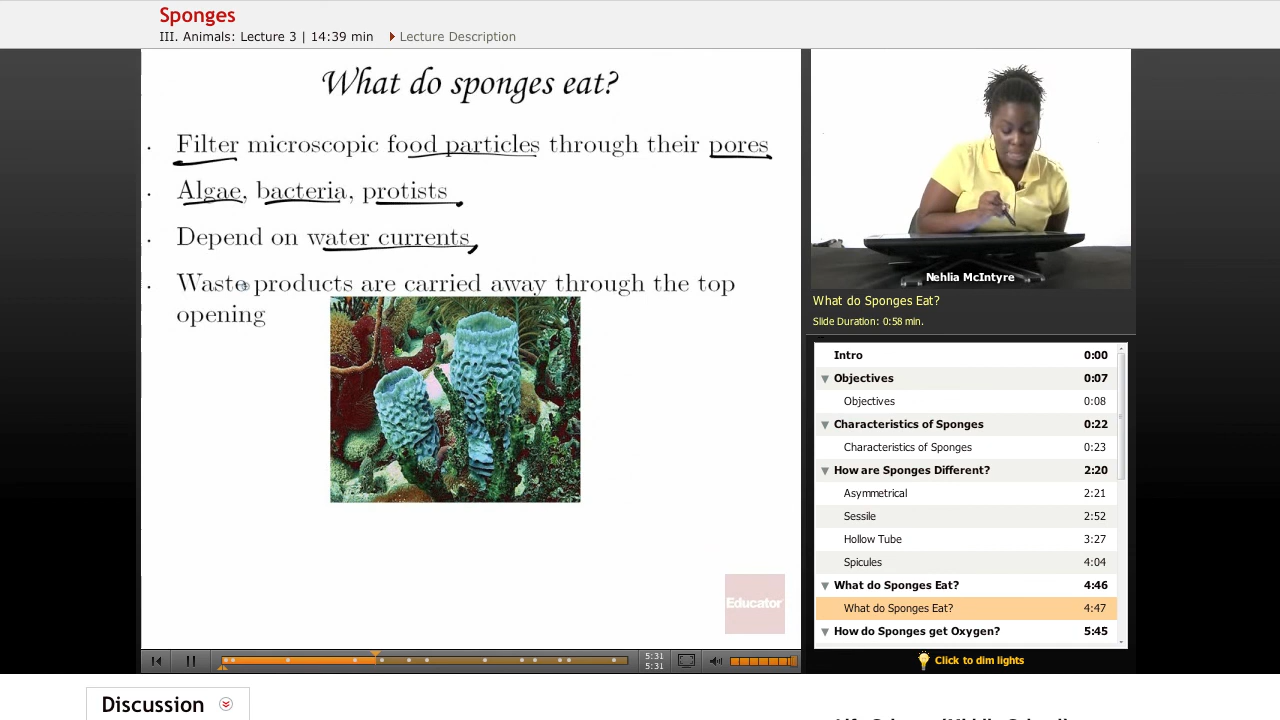 Sponges
III. Animals: Lecture 3 | 14:39 min
Lecture Description
What do sponges eat?
Filter microscopic food particles through their pores
Algae, bacteria, protists
Depend on water currents
Waste products are carried away through the top
opening
Educator
5:31
5:31
Nehlia McIntyre
What do Sponges Eat?
Slide Duration: 0:58 min.
Intro 0:00
Objectives 0:07
Objectives 0:08
Characteristics of Sponges 0:22
Characteristics of Sponges 0:23
How are Sponges Different? 2:20
Asymmetrical 2:21
Sessile 2:52
Hollow Tube 3:27
Spicules 4:04
What do Sponges Eat? 4:46
What do Sponges Eat? 4:47
How do Sponges get Oxygen? 5:45
Click to dim lights
Discussion